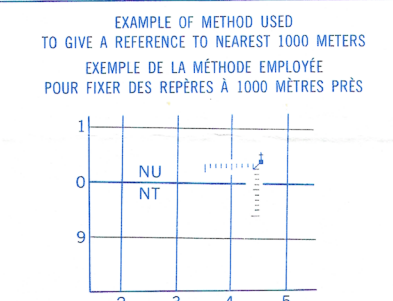 EXAMPLE OF METHOD USED
TO GIVE A REFERENCE TO NEAREST 1000 METERS
EXEMPLE DE LA MÉTHODE EMPLOYÉE
POUR FIXER DES REPÈRES À 1000 MÈTRES PRÈS
1
NU
0
NT
9
2 3 4 5